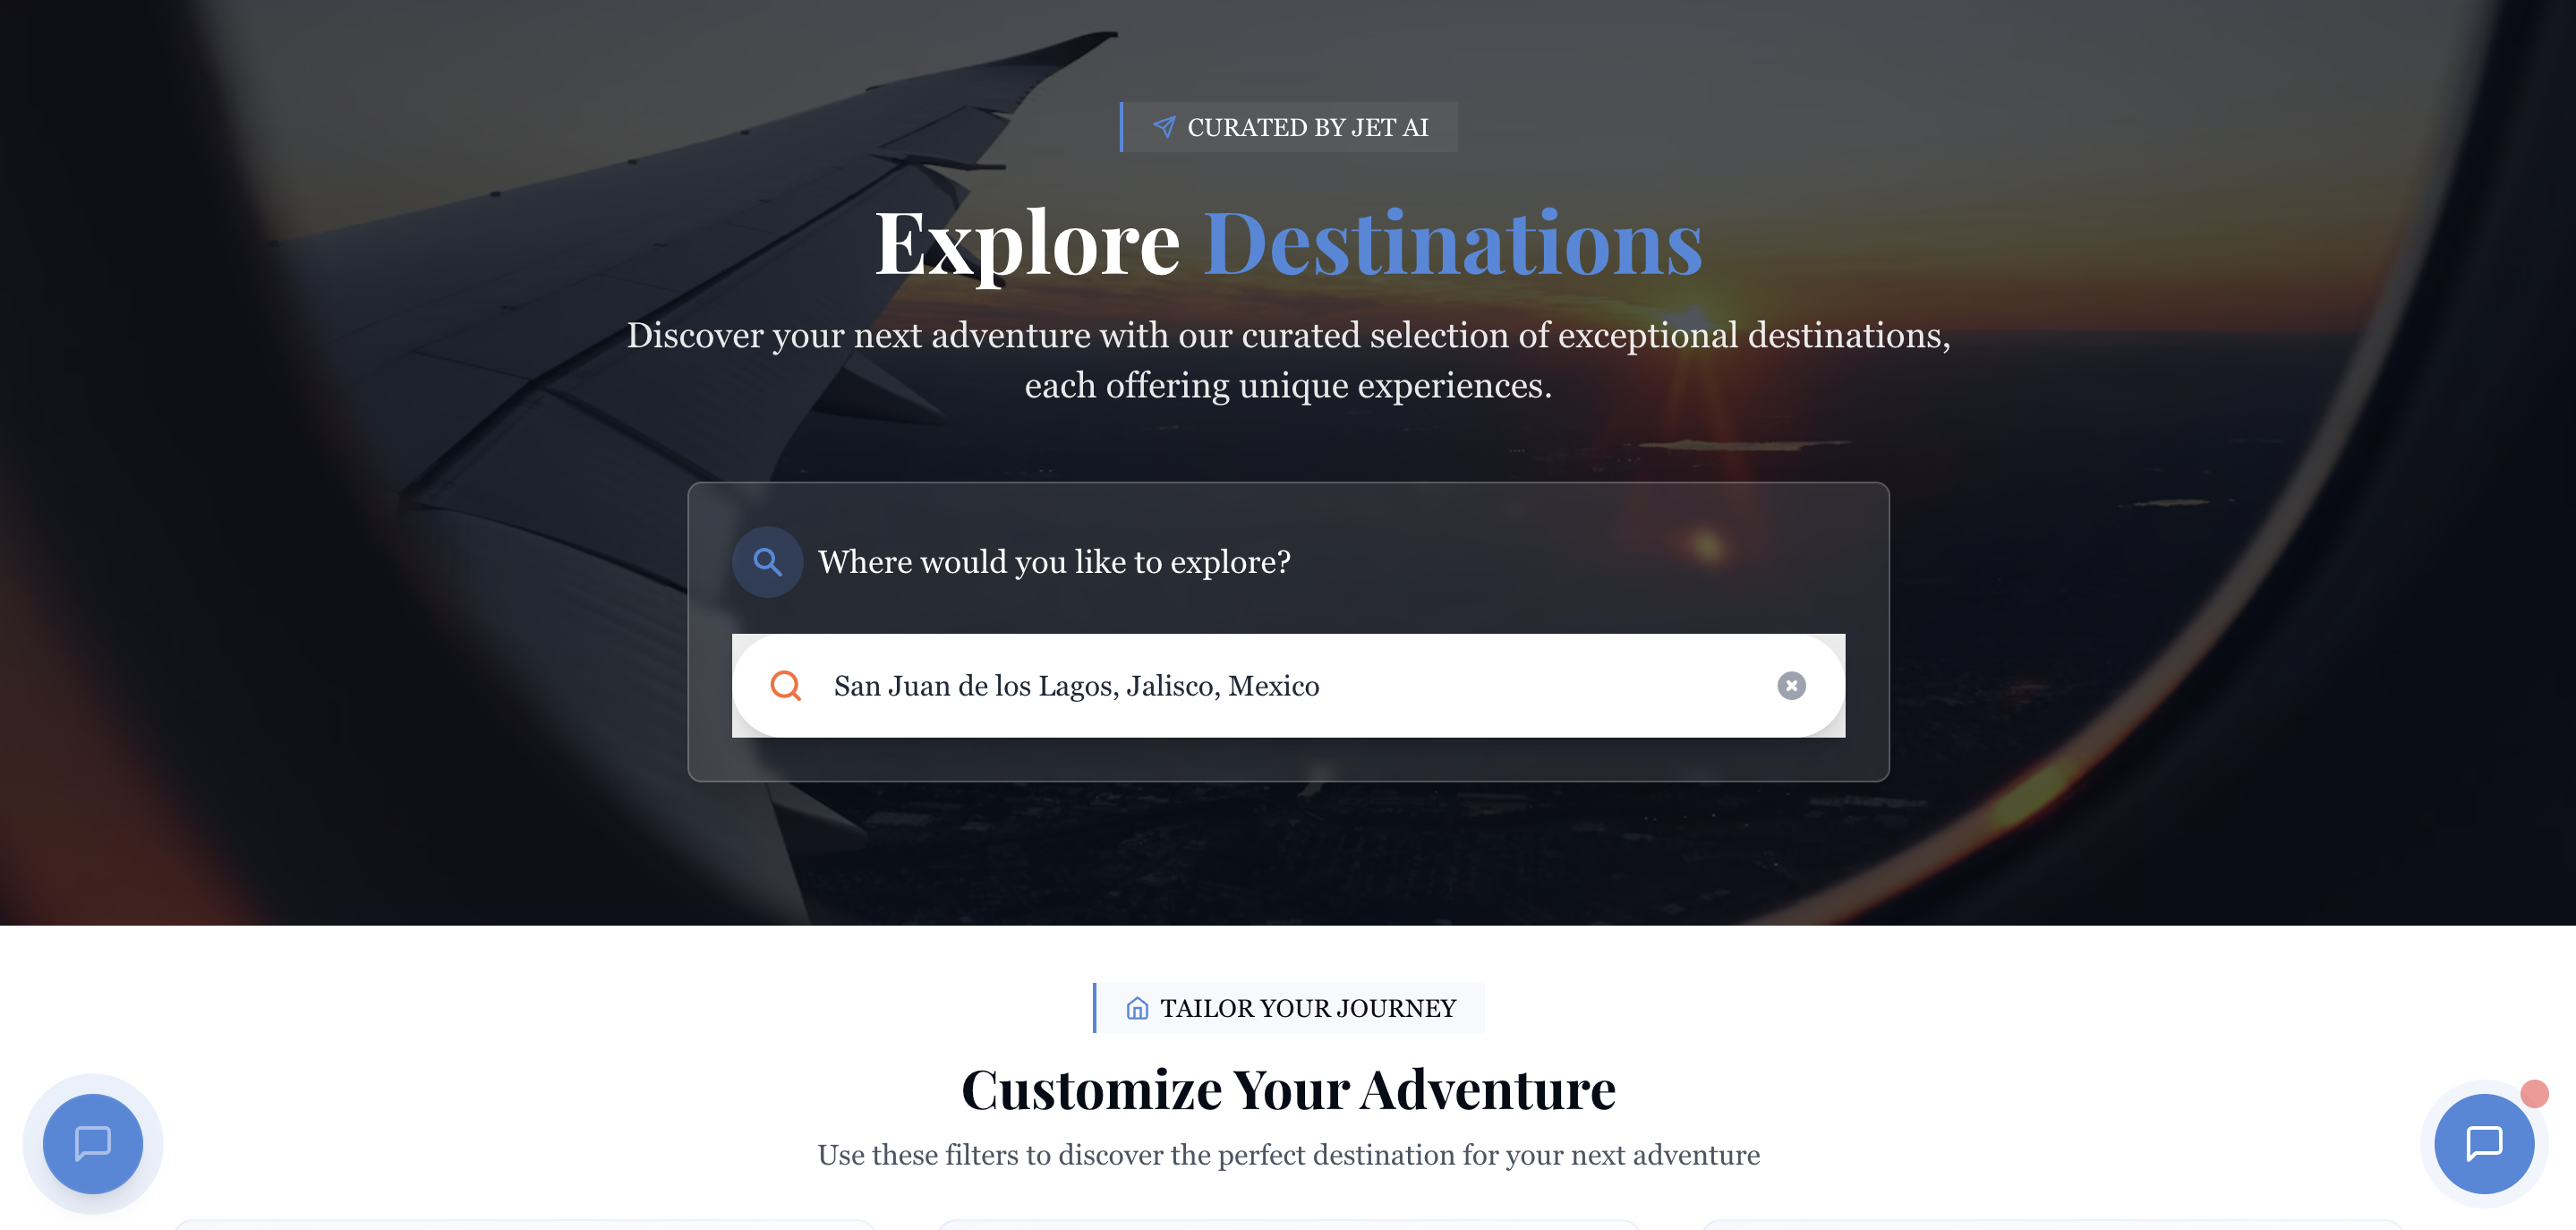 CURATED BY JET AI
Explore Destinations
Discover your next adventure with our curated selection of exceptional destinations,
each offering unique experiences.
Where would you like to explore?
San Juan de los Lagos, Jalisco, Mexico
TAILOR YOUR JOURNEY
Customize Your Adventure
Use these filters to discover the perfect destination for your next adventure